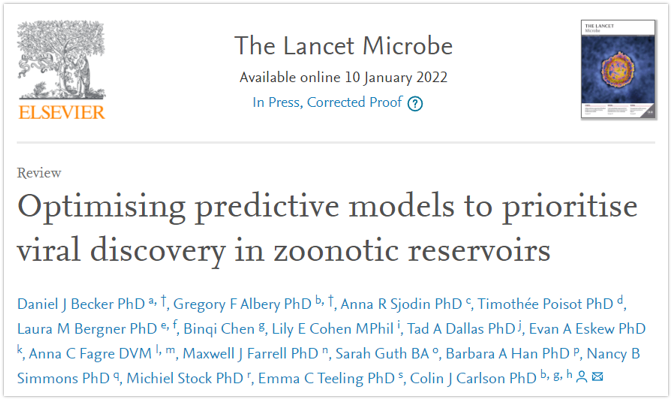 The Lancet Microbe
Available online 10 January 2022
In Press, Corrected Proof ?
ELSEVIER
THE LANCET
Microbe
Review
Optimising predictive models to prioritise
viral discovery in zoonotic reservoirs
Daniel J Becker PhD a, †, Gregory F Albery PhD b, †, Anna R Sjodin PhD c, Timothée Poisot PhD d,
Laura M Bergner PhD e, f, Binqi Chen g, Lily E Cohen MPhil i, Tad A Dallas PhD j, Evan A Eskew PhD
k, Anna C Fagre DVM l, m, Maxwell J Farrell PhD n, Sarah Guth BA o, Barbara A Han PhD p, Nancy B
Simmons PhD q, Michiel Stock PhD r, Emma C Teeling PhD s, Colin J Carlson PhD b, g, h